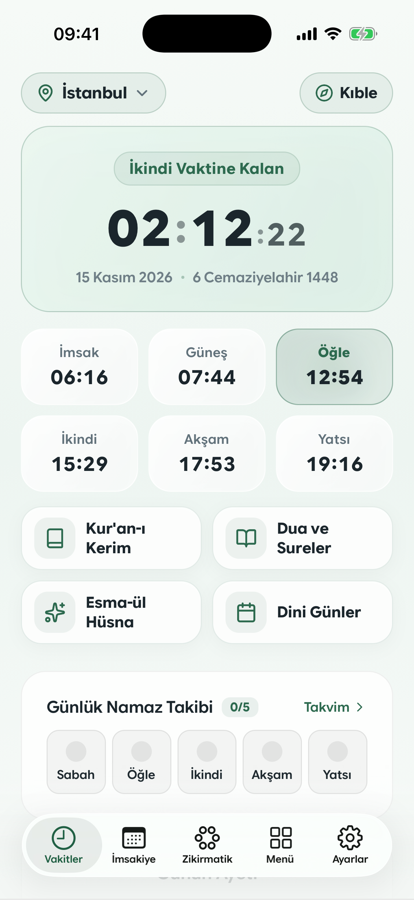 09:41
İstanbul
Kıble
İkindi Vaktine Kalan
02:12:22
15 Kasım 2026 • 6 Cemaziyelahir 1448
İmsak
06:16
Güneş
07:44
Öğle
12:54
İkindi
15:29
Akşam
17:53
Yatsı
19:16
Kur'an-ı
Kerim
Dua ve
Sureler
Esma-ül
Hüsna
Dini Günler
Günlük Namaz Takibi 0/5
Takvim
Sabah
Öğle
İkindi
Akşam
Yatsı
Vakitler
İmsakiye
Zikirmatik
Menü
Ayarlar